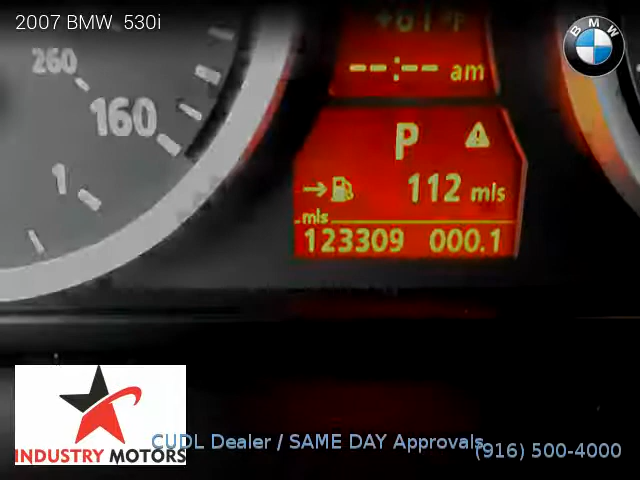 2007 BMW 530i
+61°F
--:-- am
BMW
260
160
1
P
112 mls
mls
123309 000.1
INDUSTRY MOTORS
CUDL Dealer / SAME DAY Approvals
(916) 500-4000